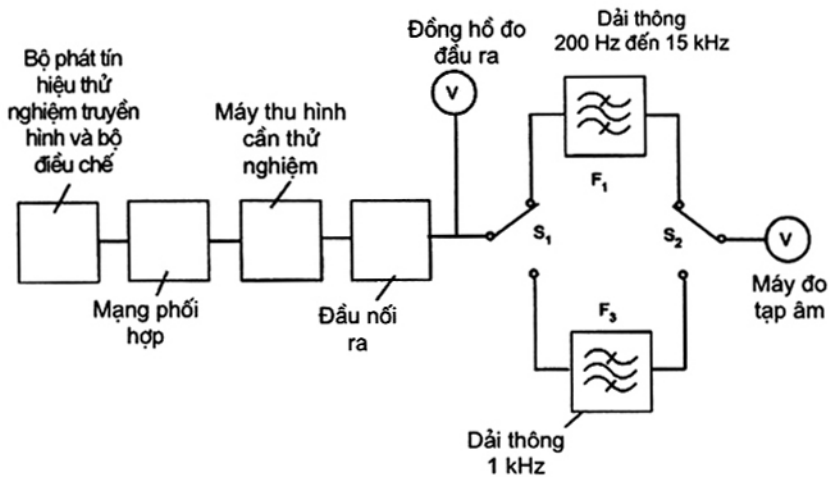 Bộ phát tín
hiệu thử
nghiệm truyền
hình và bộ
điều chế
Mạng phối
hợp
Máy thu hình
cần thử
nghiệm
Đầu nối
ra
Đồng hồ đo
đầu ra
V
Dải thông
200 Hz đến 15 kHz
F1
S1
S2
V
Máy đo
tạp âm
F3
Dải thông
1 kHz